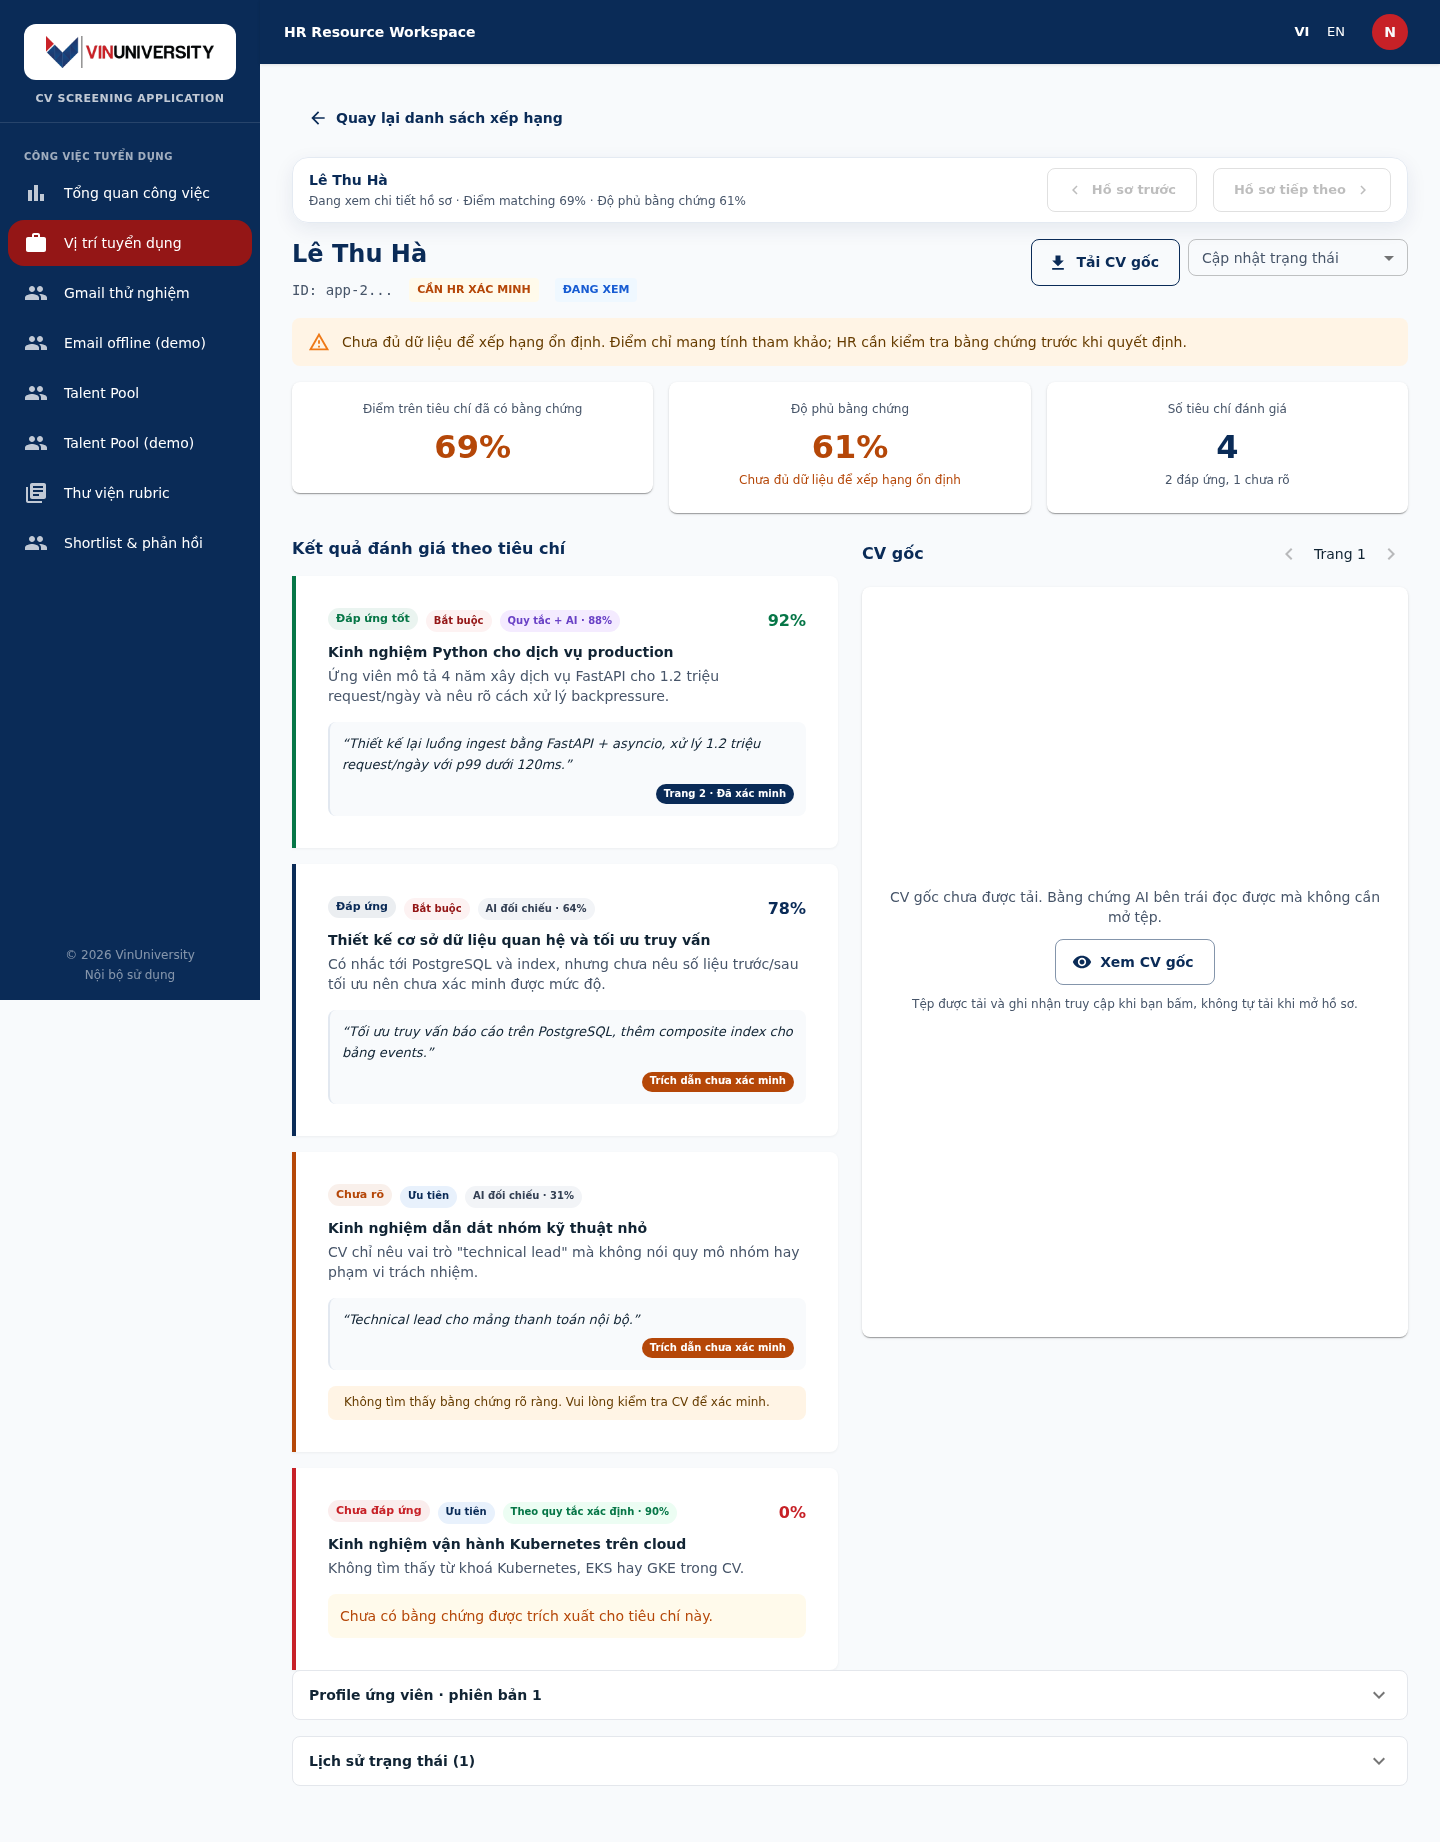 VINUNIVERSITY
CV SCREENING APPLICATION
CÔNG VIỆC TUYỂN DỤNG
Tổng quan công việc
Vị trí tuyển dụng
Gmail thử nghiệm
Email offline (demo)
Talent Pool
Talent Pool (demo)
Thư viện rubric
Shortlist & phản hồi
© 2026 VinUniversity
Nội bộ sử dụng
HR Resource Workspace
VI EN N
Quay lại danh sách xếp hạng
Lê Thu Hà
Đang xem chi tiết hồ sơ · Điểm matching 69% · Độ phủ bằng chứng 61%
Hồ sơ trước
Hồ sơ tiếp theo
Lê Thu Hà
ID: app-2... CẦN HR XÁC MINH ĐANG XEM
Tải CV gốc
Cập nhật trạng thái
Chưa đủ dữ liệu để xếp hạng ổn định. Điểm chỉ mang tính tham khảo; HR cần kiểm tra bằng chứng trước khi quyết định.
Điểm trên tiêu chí đã có bằng chứng
69%
Độ phủ bằng chứng
61%
Chưa đủ dữ liệu để xếp hạng ổn định
Số tiêu chí đánh giá
4
2 đáp ứng, 1 chưa rõ
Kết quả đánh giá theo tiêu chí
Đáp ứng tốt Bắt buộc Quy tắc + AI · 88% 92%
Kinh nghiệm Python cho dịch vụ production
Ứng viên mô tả 4 năm xây dịch vụ FastAPI cho 1.2 triệu
request/ngày và nêu rõ cách xử lý backpressure.
“Thiết kế lại luồng ingest bằng FastAPI + asyncio, xử lý 1.2 triệu
request/ngày với p99 dưới 120ms.”
Trang 2 · Đã xác minh
Đáp ứng Bắt buộc AI đối chiếu · 64% 78%
Thiết kế cơ sở dữ liệu quan hệ và tối ưu truy vấn
Có nhắc tới PostgreSQL và index, nhưng chưa nêu số liệu trước/sau
tối ưu nên chưa xác minh được mức độ.
“Tối ưu truy vấn báo cáo trên PostgreSQL, thêm composite index cho
bảng events.”
Trích dẫn chưa xác minh
Chưa rõ Ưu tiên AI đối chiếu · 31%
Kinh nghiệm dẫn dắt nhóm kỹ thuật nhỏ
CV chỉ nêu vai trò "technical lead" mà không nói quy mô nhóm hay
phạm vi trách nhiệm.
“Technical lead cho mảng thanh toán nội bộ.”
Trích dẫn chưa xác minh
Không tìm thấy bằng chứng rõ ràng. Vui lòng kiểm tra CV để xác minh.
Chưa đáp ứng Ưu tiên Theo quy tắc xác định · 90% 0%
Kinh nghiệm vận hành Kubernetes trên cloud
Không tìm thấy từ khoá Kubernetes, EKS hay GKE trong CV.
Chưa có bằng chứng được trích xuất cho tiêu chí này.
CV gốc
Trang 1
CV gốc chưa được tải. Bằng chứng AI bên trái đọc được mà không cần
mở tệp.
Xem CV gốc
Tệp được tải và ghi nhận truy cập khi bạn bấm, không tự tải khi mở hồ sơ.
Profile ứng viên · phiên bản 1
Lịch sử trạng thái (1)